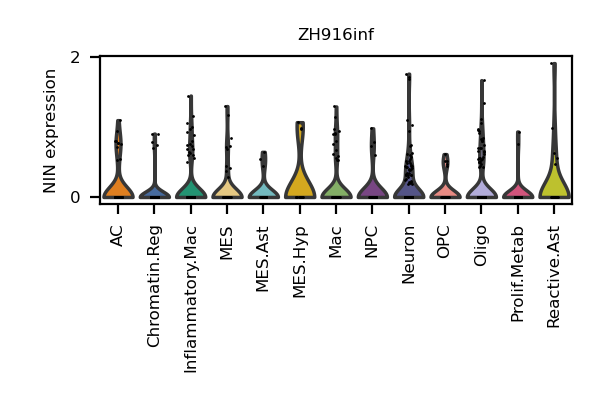 ZH916inf
NIN expression
2
0
AC
Chromatin.Reg
Inflammatory.Mac
MES
MES.Ast
MES.Hyp
Mac
NPC
Neuron
OPC
Oligo
Prolif.Metab
Reactive.Ast